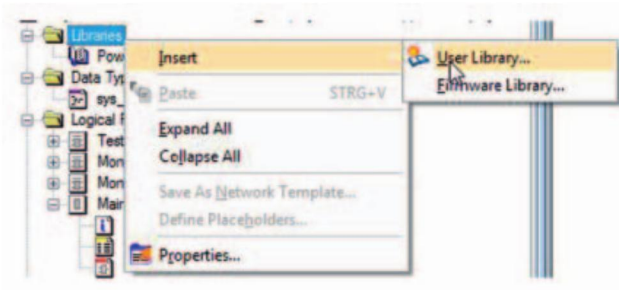 Libraries
Pow
Data Typ
sys_
Logical P
Test
Mon
Mon
Main
Insert
Paste STRG+V
Expand All
Collapse All
Save As Network Template...
Define Placeholders...
Properties...
User Library...
Firmware Library...